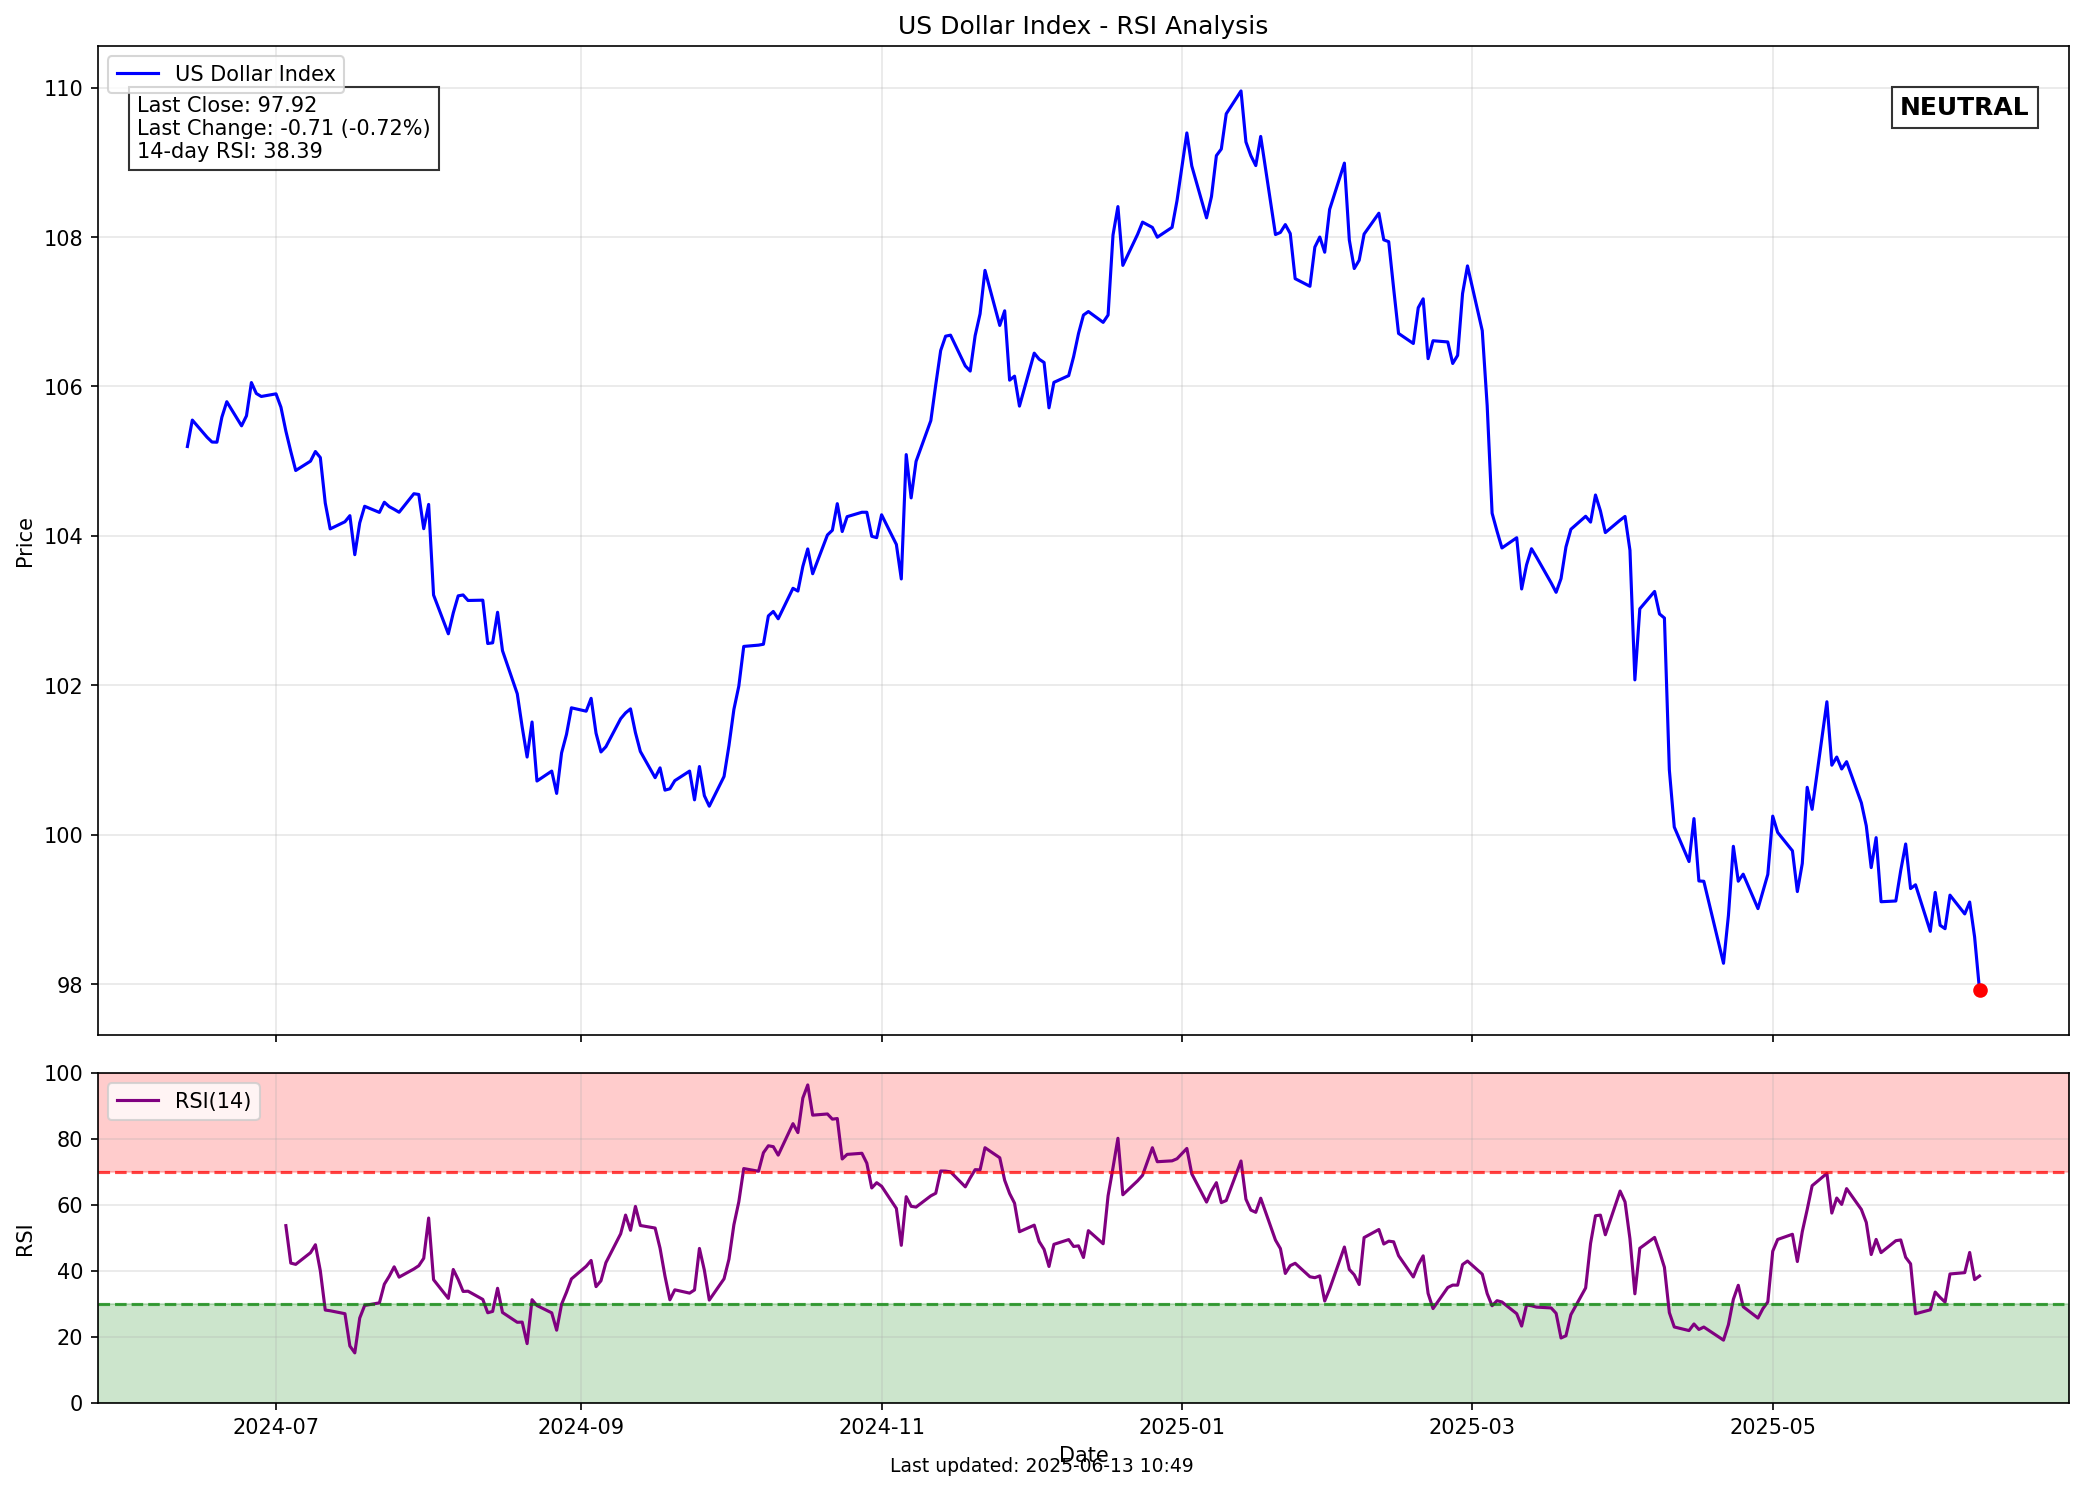 US Dollar Index - RSI Analysis
US Dollar Index
Last Close: 97.92
Last Change: -0.71 (-0.72%)
14-day RSI: 38.39
NEUTRAL
110
108
106
104
102
100
98
Price
RSI(14)
100
80
60
40
20
0
RSI
2024-07
2024-09
2024-11
2025-01
2025-03
2025-05
Date
Last updated: 2025-06-13 10:49